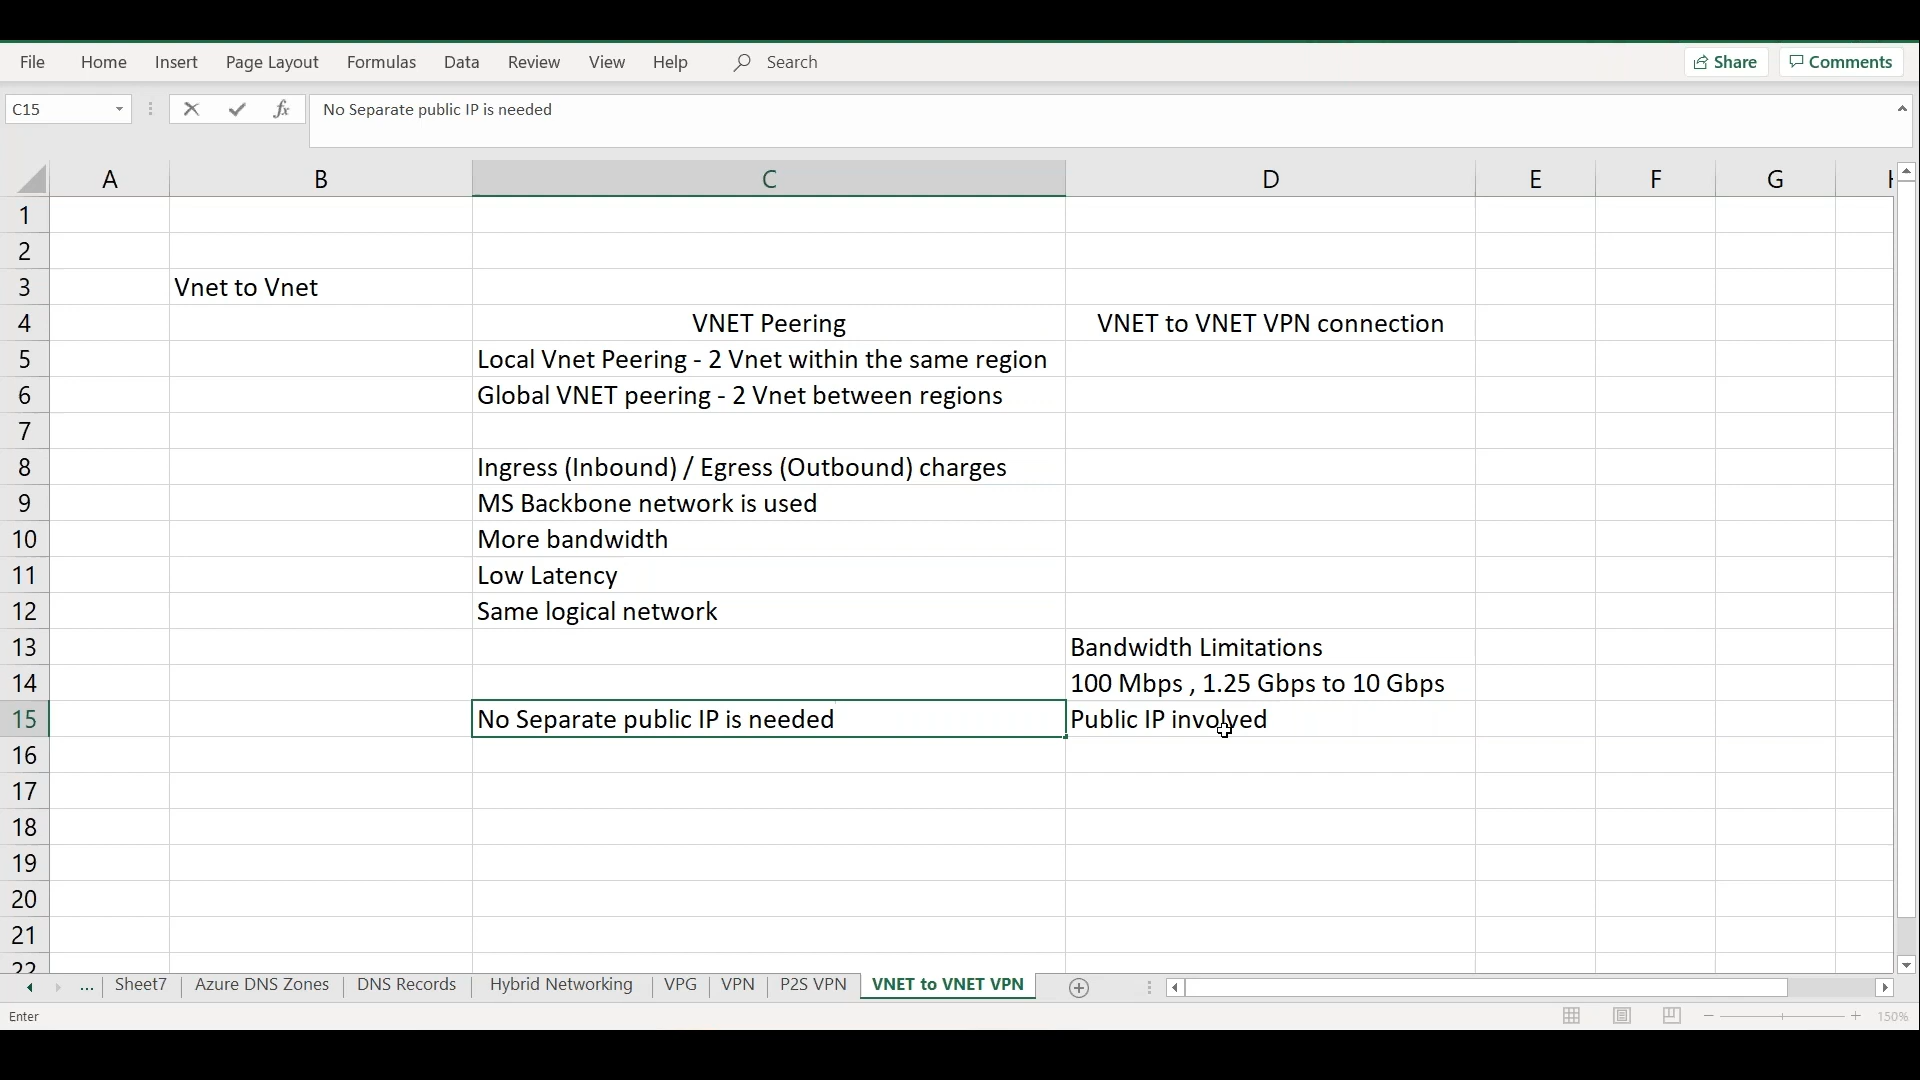 File Home Insert Page Layout Formulas Data Review View Help Search Share Comments
C15 fx No Separate public IP is needed
A B C D E F G
1
2
3 Vnet to Vnet
4 VNET Peering VNET to VNET VPN connection
5 Local Vnet Peering - 2 Vnet within the same region
6 Global VNET peering - 2 Vnet between regions
7
8 Ingress (Inbound) / Egress (Outbound) charges
9 MS Backbone network is used
10 More bandwidth
11 Low Latency
12 Same logical network
13 Bandwidth Limitations
14 100 Mbps , 1.25 Gbps to 10 Gbps
15 No Separate public IP is needed Public IP involved
16
17
18
19
20
21
22
... Sheet7 Azure DNS Zones DNS Records Hybrid Networking VPG VPN P2S VPN VNET to VNET VPN
Enter 150%